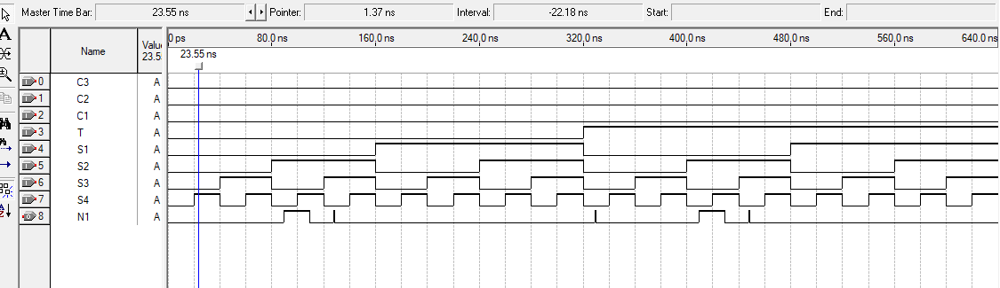 Master Time Bar: 23.55 ns Pointer: 1.37 ns Interval: -22.18 ns Start: End:
Name Value 23.5
0 ps 80.0 ns 160.0 ns 240.0 ns 320.0 ns 400.0 ns 480.0 ns 560.0 ns 640.0 ns
23.55 ns
0 C3 A
1 C2 A
2 C1 A
3 T A
4 S1 A
5 S2 A
6 S3 A
7 S4 A
8 N1 A